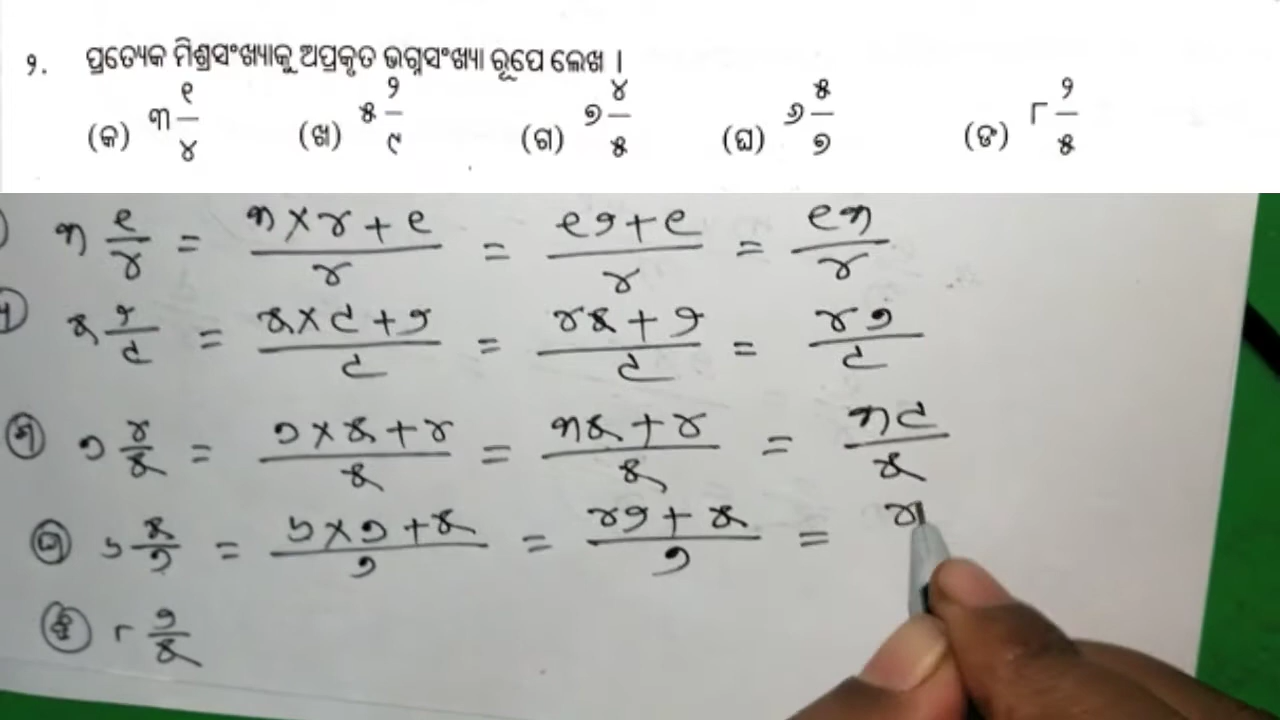 ୨. ପ୍ରତ୍ୟେକ ମିଶ୍ରସଂଖ୍ୟାକୁ ଅପ୍ରକୃତ ଭଗ୍ନସଂଖ୍ୟା ରୂପେ ଲେଖ ।
(କ) ୩ ୧/୪ (ଖ) ୫ ୨/୯ (ଗ) ୭ ୪/୫ (ଘ) ୬ ୫/୭ (ଙ) ୮ ୨/୫
୩ ୧/୪ = ୩×୪+୧/୪ = ୧୨+୧/୪ = ୧୩/୪
୫ ୨/୯ = ୫×୯+୨/୯ = ୪୫+୨/୯ = ୪୭/୯
(ଗ) ୭ ୪/୫ = ୭×୫+୪/୫ = ୩୫+୪/୫ = ୩୯/୫
(ଘ) ୬ ୫/୭ = ୬×୭+୫/୭ = ୪୨+୫/୭ = ୪
(ଙ) ୮ ୨/୫